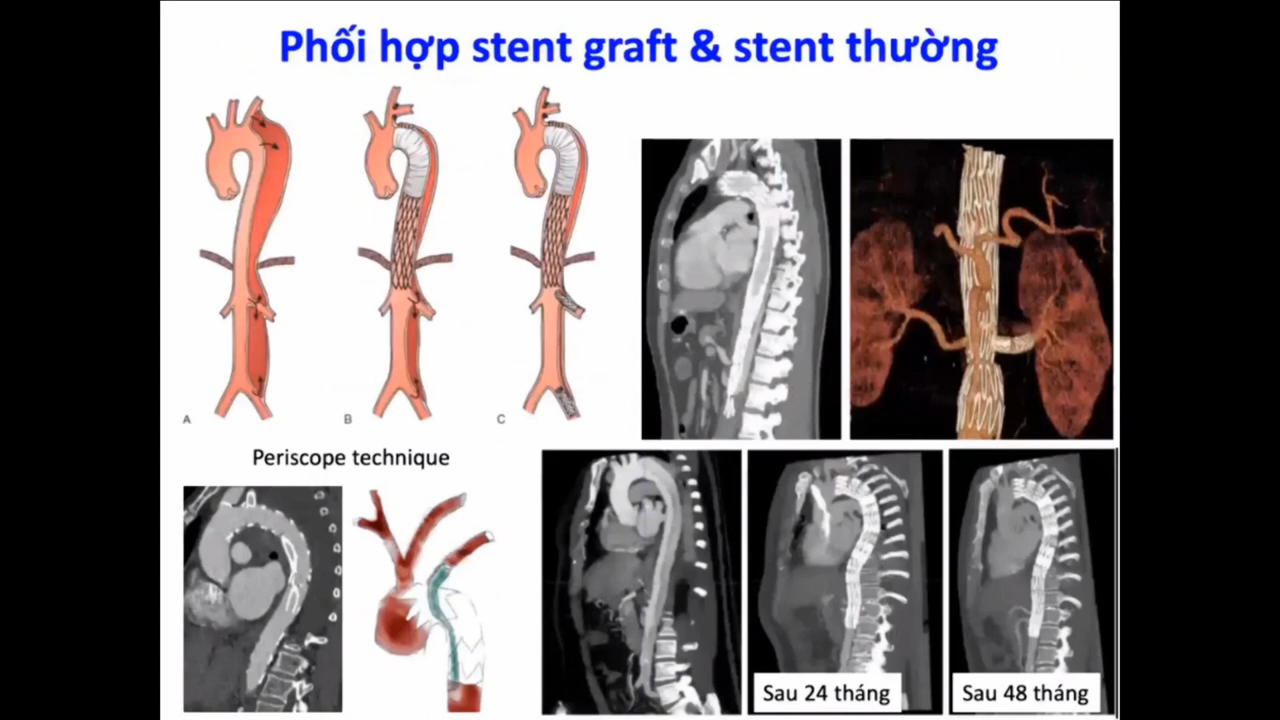 Phối hợp stent graft & stent thường
A
B
C
Periscope technique
Sau 24 tháng
Sau 48 tháng